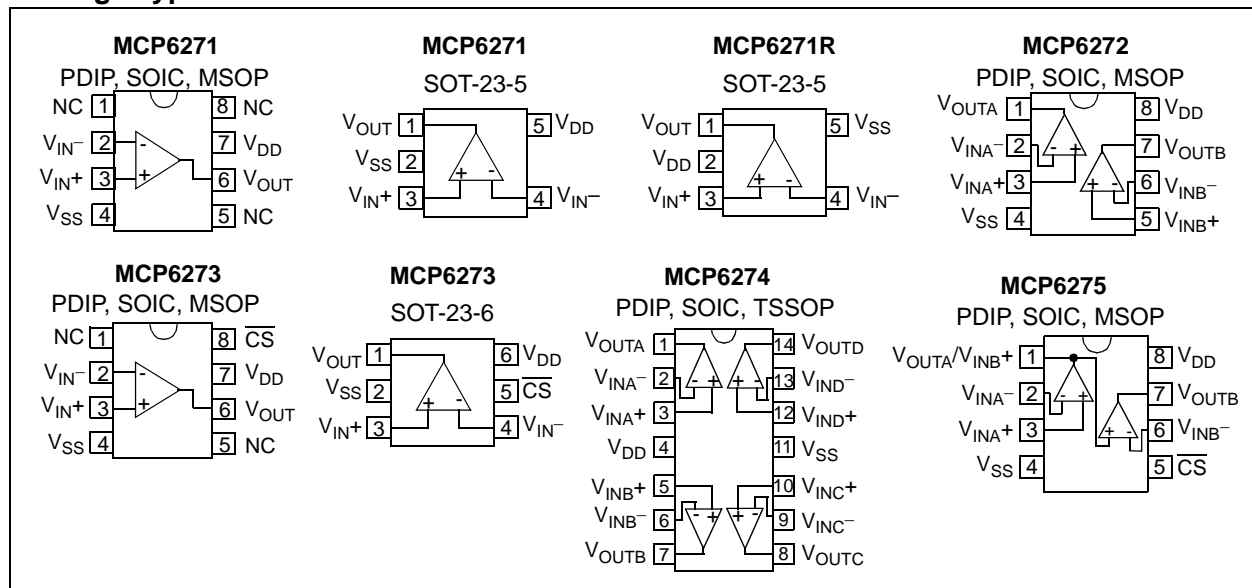 MCP6271
PDIP, SOIC, MSOP
NC 1
8 NC
VIN– 2
7 VDD
VIN+ 3
6 VOUT
VSS 4
5 NC
-
+
MCP6271
SOT-23-5
VOUT 1
5 VDD
VSS 2
VIN+ 3
4 VIN–
+ -
MCP6271R
SOT-23-5
VOUT 1
5 VSS
VDD 2
VIN+ 3
4 VIN–
+ -
MCP6272
PDIP, SOIC, MSOP
VOUTA 1
8 VDD
VINA– 2
7 VOUTB
VINA+ 3
6 VINB–
VSS 4
5 VINB+
- +
+ -
MCP6273
PDIP, SOIC, MSOP
NC 1
8 CS
VIN– 2
7 VDD
VIN+ 3
6 VOUT
VSS 4
5 NC
-
+
MCP6273
SOT-23-6
VOUT 1
6 VDD
VSS 2
5 CS
VIN+ 3
4 VIN–
+ -
MCP6274
PDIP, SOIC, TSSOP
VOUTA 1
14 VOUTD
VINA– 2
13 VIND–
VINA+ 3
12 VIND+
VDD 4
11 VSS
VINB+ 5
10 VINC+
VINB– 6
9 VINC–
VOUTB 7
8 VOUTC
- +
+ -
- +
+ -
MCP6275
PDIP, SOIC, MSOP
VOUTA/VINB+ 1
8 VDD
VINA– 2
7 VOUTB
VINA+ 3
6 VINB–
VSS 4
5 CS
- +
+ -